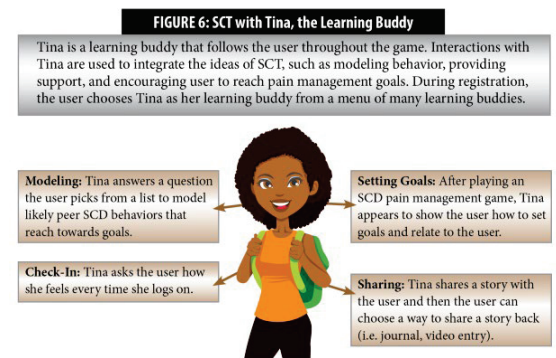 FIGURE 6: SCT with Tina, the Learning Buddy
Tina is a learning buddy that follows the user throughout the game. Interactions with
Tina are used to integrate the ideas of SCT, such as modeling behavior, providing
support, and encouraging user to reach pain management goals. During registration,
the user chooses Tina as her learning buddy from a menu of many learning buddies.
Modeling: Tina answers a question
the user picks from a list to model
likely peer SCD behaviors that
reach towards goals.
Setting Goals: After playing an
SCD pain management game, Tina
appears to show the user how to set
goals and relate to the user.
Check-In: Tina asks the user how
she feels every time she logs on.
Sharing: Tina shares a story with
the user and then the user can
choose a way to share a story back
(i.e. journal, video entry).